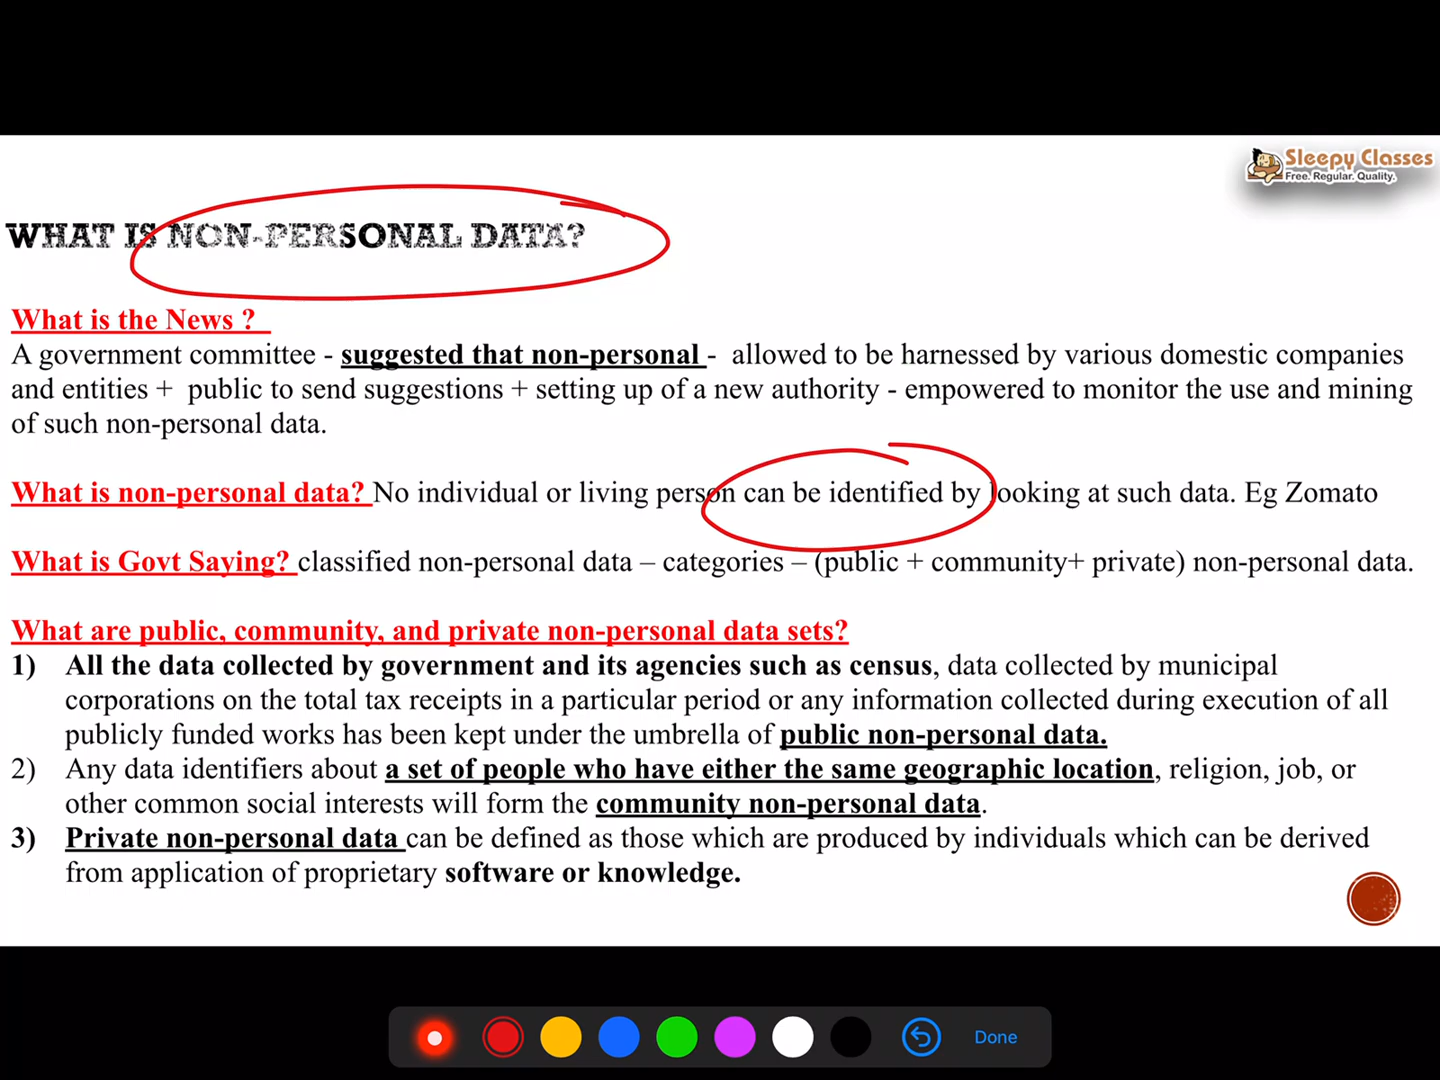 Sleepy Classes
Free. Regular. Quality.
WHAT IS NON-PERSONAL DATA?
What is the News ?
A government committee - suggested that non-personal - allowed to be harnessed by various domestic companies
and entities + public to send suggestions + setting up of a new authority - empowered to monitor the use and mining
of such non-personal data.
What is non-personal data? No individual or living person can be identified by looking at such data. Eg Zomato
What is Govt Saying? classified non-personal data – categories – (public + community+ private) non-personal data.
What are public, community, and private non-personal data sets?
1) All the data collected by government and its agencies such as census, data collected by municipal
corporations on the total tax receipts in a particular period or any information collected during execution of all
publicly funded works has been kept under the umbrella of public non-personal data.
2) Any data identifiers about a set of people who have either the same geographic location, religion, job, or
other common social interests will form the community non-personal data.
3) Private non-personal data can be defined as those which are produced by individuals which can be derived
from application of proprietary software or knowledge.
Done